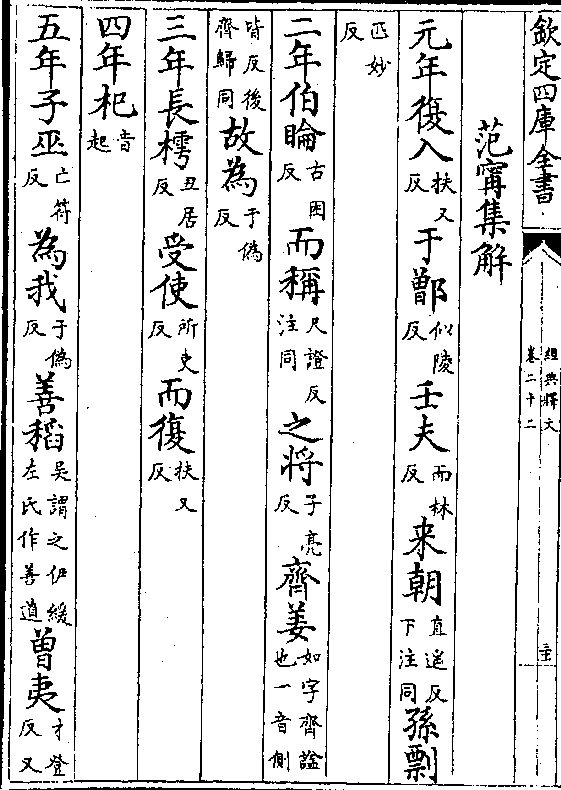 欽定四庫全書
經典釋文
卷二十二
范甯集解
元年復入扶又反于鄫似陵反壬夫而林反来朝直遥反下注同孫剽
匹妙反
二年伯睔古困反而稱尺證反注同之将子亮反齊姜如字齊諡也一音側
皆反後齊歸同故為于偽反
三年長樗丑居反受使所吏反而復扶又反
四年杞音起
五年子巫亡符反為我于偽反善稻吳謂之伊緩左氏作善道曽夷才登反又